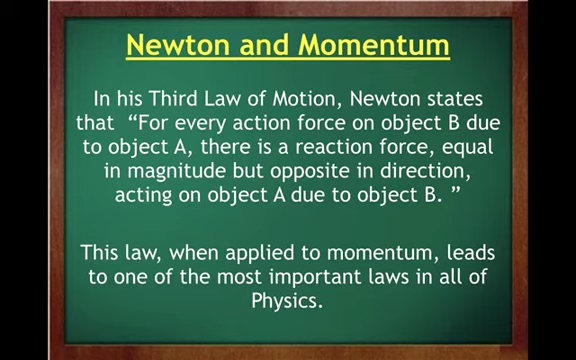 Newton and Momentum
In his Third Law of Motion, Newton states
that “For every action force on object B due
to object A, there is a reaction force, equal
in magnitude but opposite in direction,
acting on object A due to object B. ”
This law, when applied to momentum, leads
to one of the most important laws in all of
Physics.